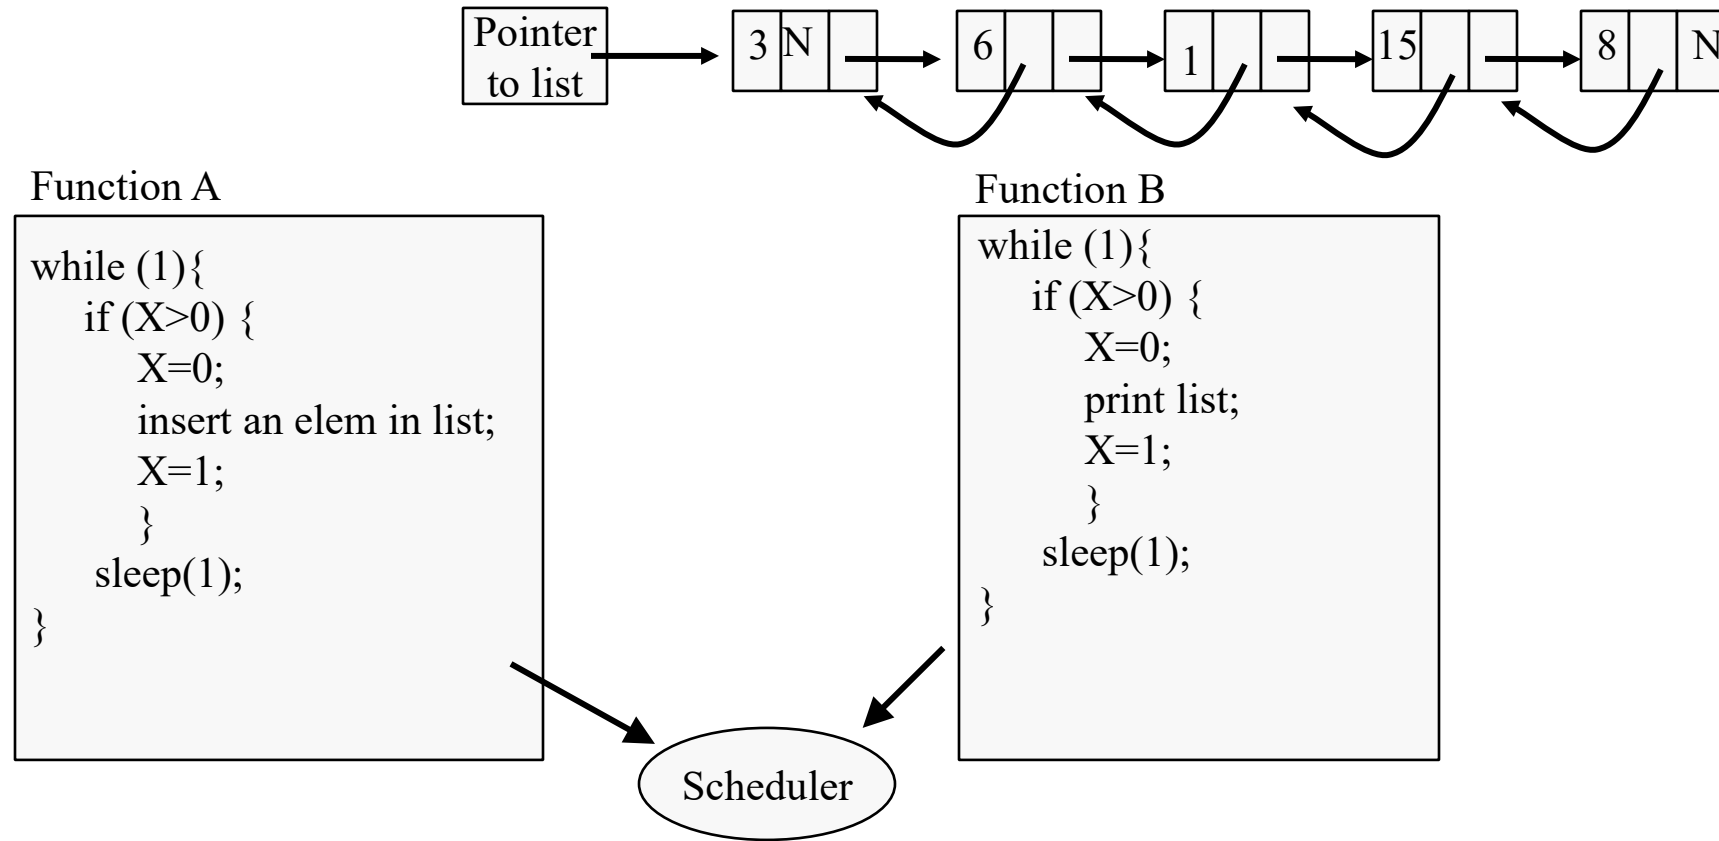 Pointer
to list
3 N
6
1
15
8 N
Function A
while (1){
if (X>0) {
X=0;
insert an elem in list;
X=1;
}
sleep(1);
}
Function B
while (1){
if (X>0) {
X=0;
print list;
X=1;
}
sleep(1);
}
Scheduler